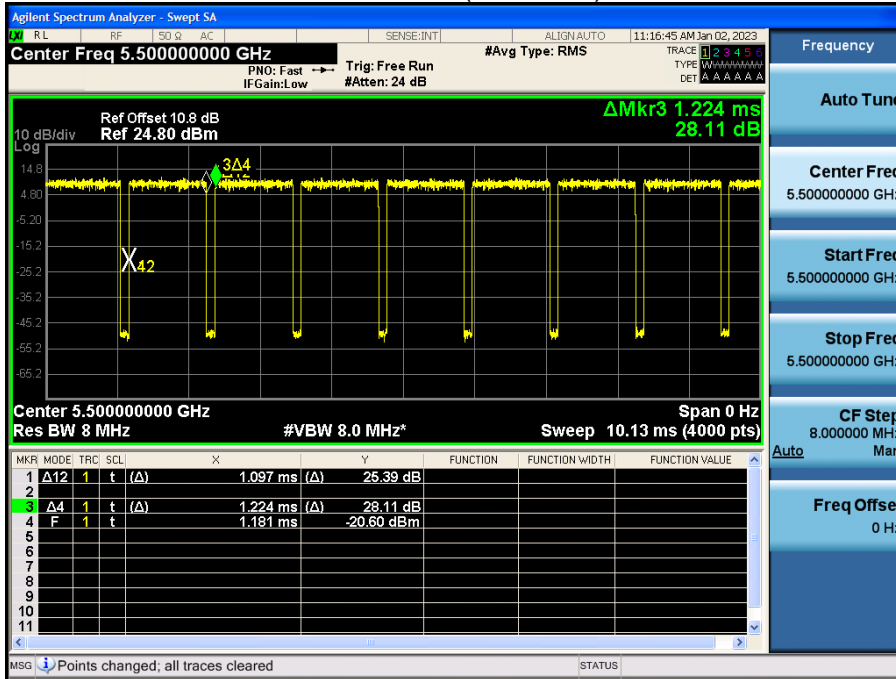 Agilent Spectrum Analyzer - Swept SA
LXI RL RF 50 Ω AC SENSE:INT ALIGN AUTO 11:16:45 AM Jan 02, 2023
Center Freq 5.500000000 GHz
PNO: Fast
IFGain:Low
Trig: Free Run
#Atten: 24 dB
#Avg Type: RMS
TRACE 1 2 3 4 5 6
TYPE WWWWWW
DET A A A A A A
Frequency
Auto Tune
ΔMkr3 1.224 ms
28.11 dB
Ref Offset 10.8 dB
10 dB/div Ref 24.80 dBm
Log
14.8
4.80
-5.20
-15.2
-25.2
-35.2
-45.2
-55.2
-65.2
3Δ4
42
Center 5.500000000 GHz Span 0 Hz
Res BW 8 MHz #VBW 8.0 MHz* Sweep 10.13 ms (4000 pts)
Center Freq
5.500000000 GHz
Start Freq
5.500000000 GHz
Stop Freq
5.500000000 GHz
CF Step
8.000000 MHz
Auto Man
Freq Offset
0 Hz
MKR MODE TRC SCL X Y FUNCTION FUNCTION WIDTH FUNCTION VALUE
1 Δ12 1 t (Δ) 1.097 ms (Δ) 25.39 dB
2
3 Δ4 1 t (Δ) 1.224 ms (Δ) 28.11 dB
4 F 1 t 1.181 ms -20.60 dBm
5
6
7
8
9
10
11
MSG Points changed; all traces cleared STATUS